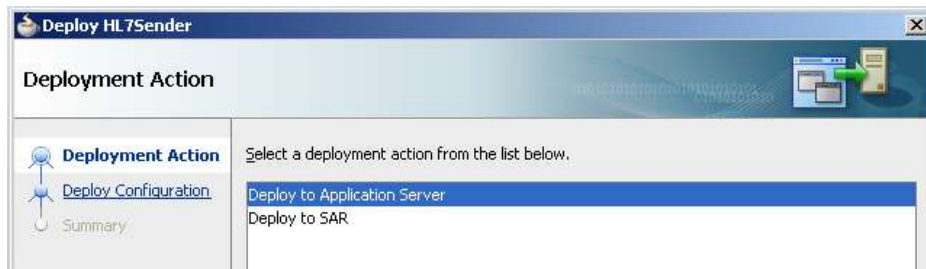 Deploy HL7Sender
Deployment Action
Deployment Action
Select a deployment action from the list below.
Deploy Configuration
Deploy to Application Server
Deploy to SAR
Summary